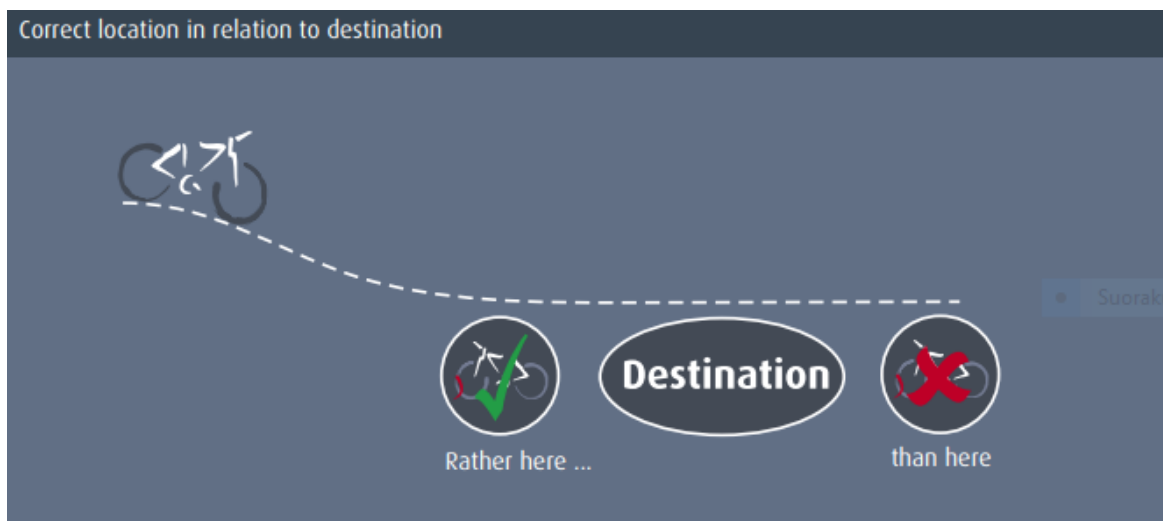 Correct location in relation to destination
Suorak
Destination
Rather here ...
than here